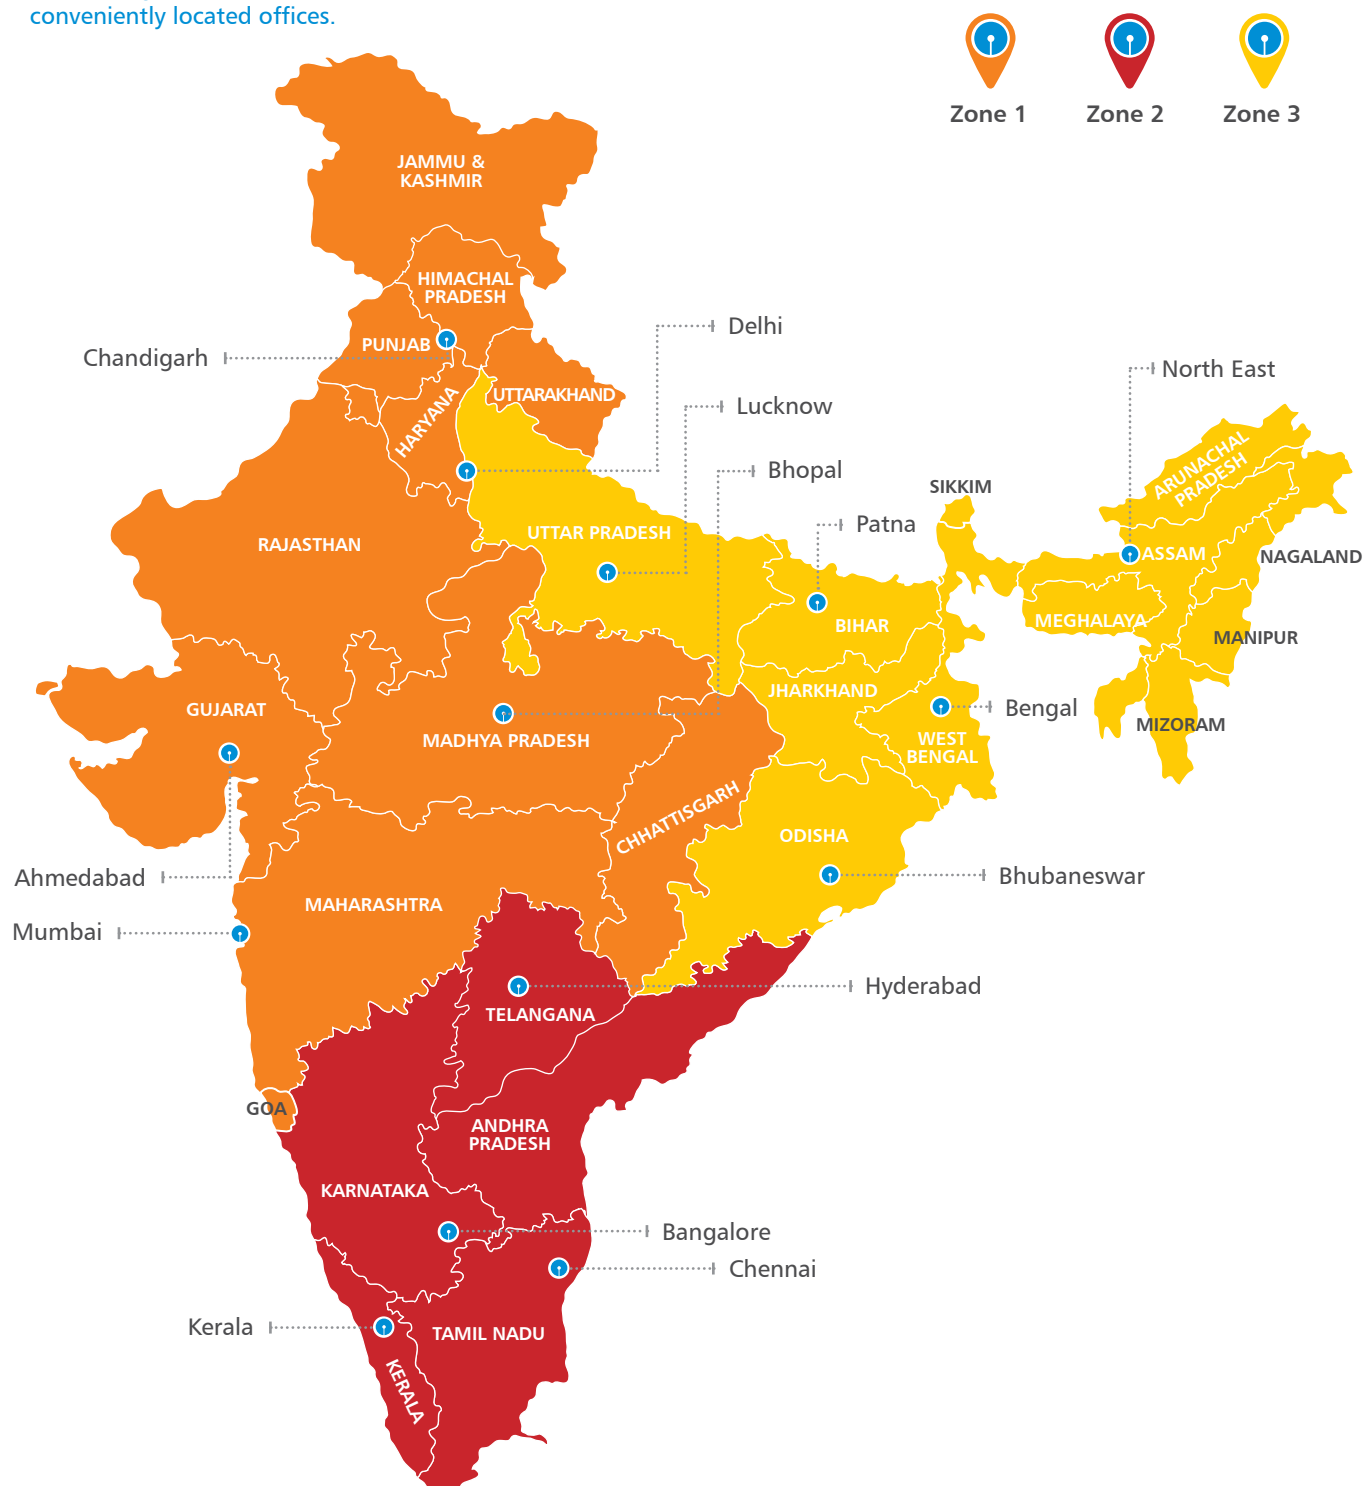 conveniently located offices.
Zone 1
Zone 2
Zone 3
JAMMU &
KASHMIR
HIMACHAL
PRADESH
Delhi
PUNJAB
Chandigarh
North East
UTTARAKHAND
HARYANA
Lucknow
ARUNACHAL
PRADESH
Bhopal
SIKKIM
Patna
UTTAR PRADESH
RAJASTHAN
ASSAM
NAGALAND
MEGHALAYA
BIHAR
MANIPUR
JHARKHAND
GUJARAT
Bengal
MIZORAM
MADHYA PRADESH
WEST
BENGAL
CHHATTISGARH
ODISHA
Ahmedabad
Bhubaneswar
MAHARASHTRA
Mumbai
Hyderabad
TELANGANA
GOA
ANDHRA
PRADESH
KARNATAKA
Bangalore
Chennai
Kerala
TAMIL NADU
KERALA